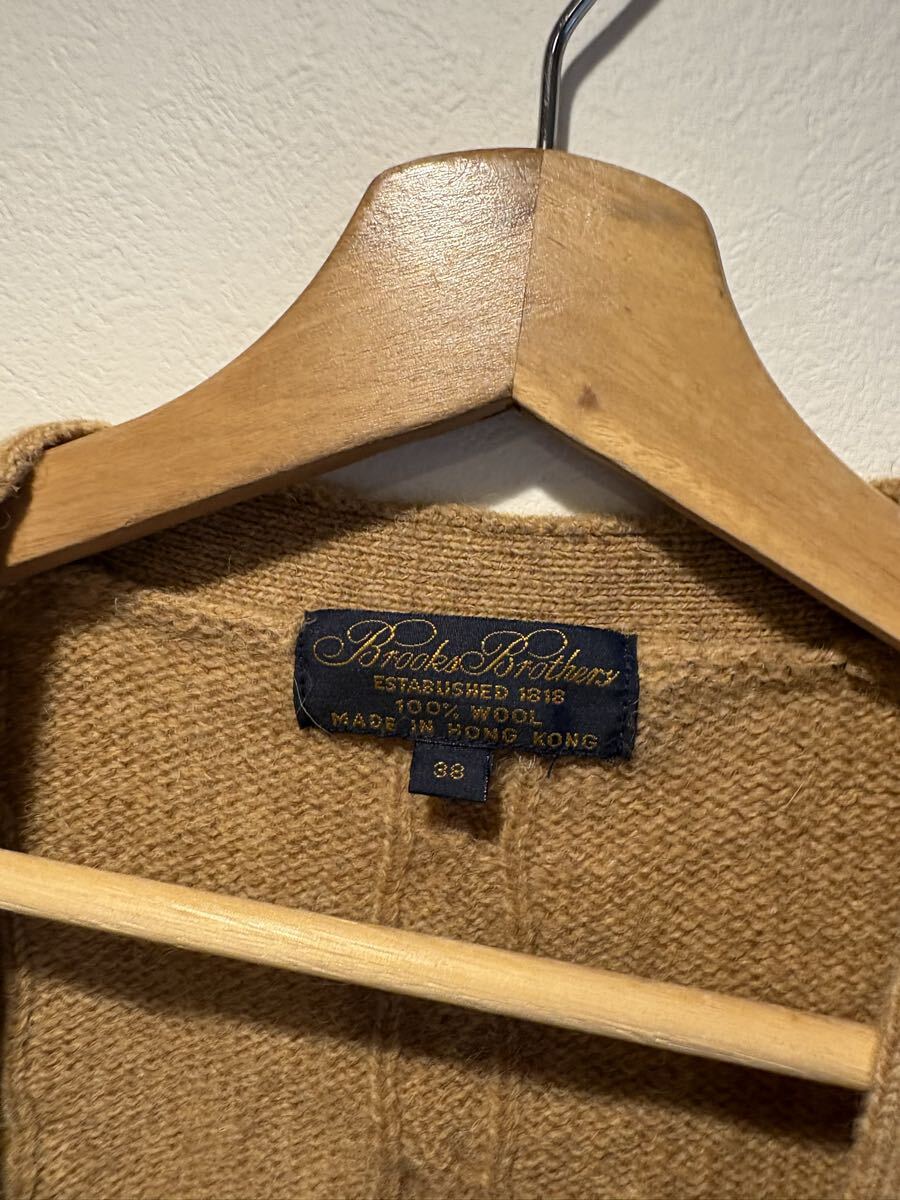 Brooks Brothers
ESTABLISHED 1818
100% WOOL
MADE IN HONG KONG
38